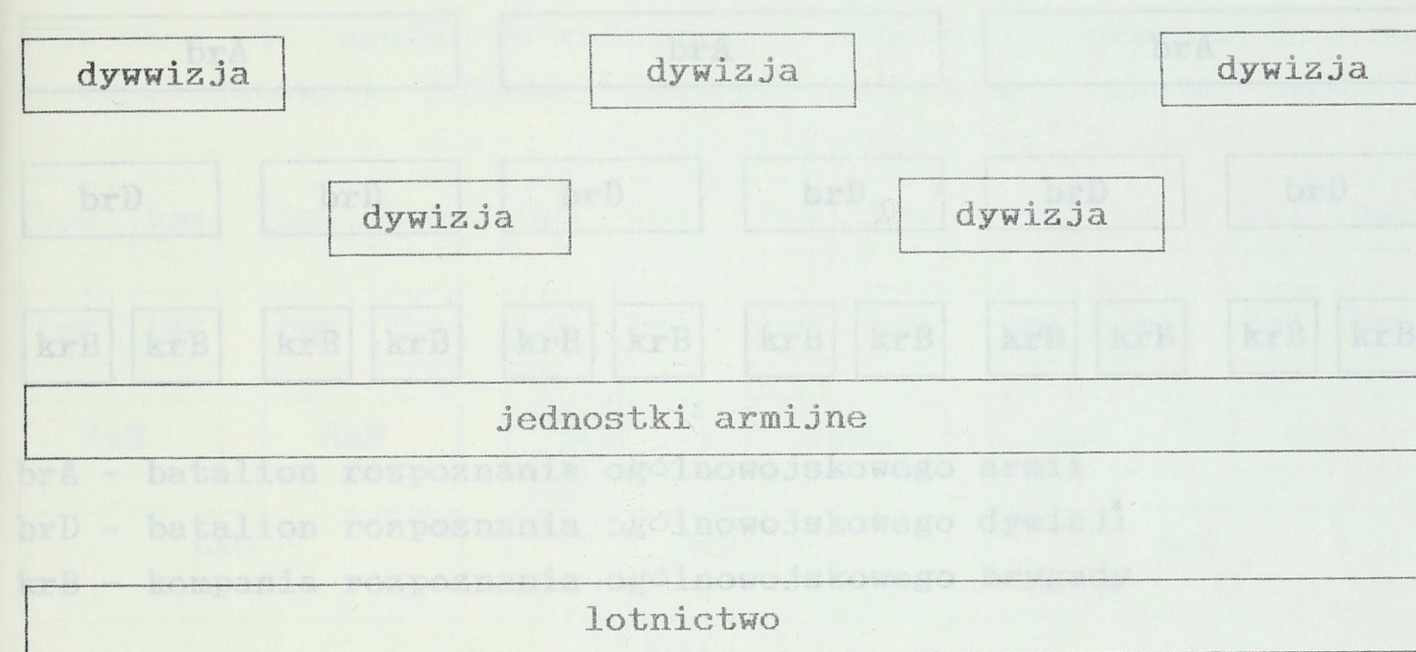 brA brA brA
dywwizja dywizja dywizja
brD brD brD brD brD brD
dywizja dywizja
krB krB krB krB krB krB krB krB krB krB krB krB
jednostki armijne
brA - batalion rozpoznania ogólnowojskowego armii
brD - batalion rozpoznania ogólnowojskowego dywizji
krB - kompania rozpoznania ogólnowojskowego brygady
lotnictwo